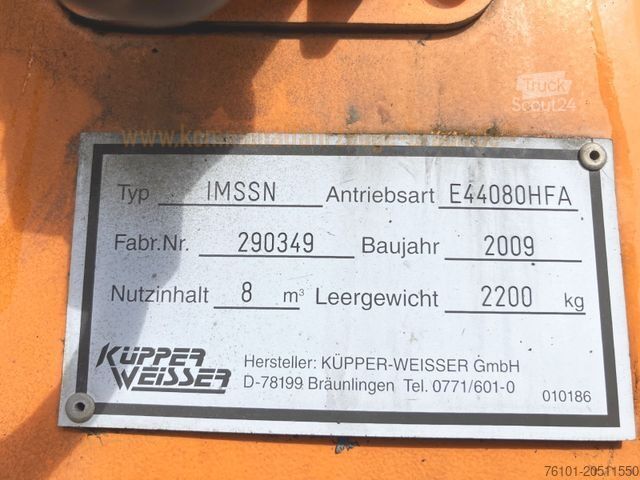 Truck
Scout24
Typ IMSSN Antriebsart E44080HFA
Fabr.Nr. 290349 Baujahr 2009
Nutzinhalt 8 m³ Leergewicht 2200 kg
KÜPPER
WEISSER
Hersteller: KÜPPER-WEISSER GmbH
D-78199 Bräunlingen Tel. 0771/601-0
010186
76101-20511550